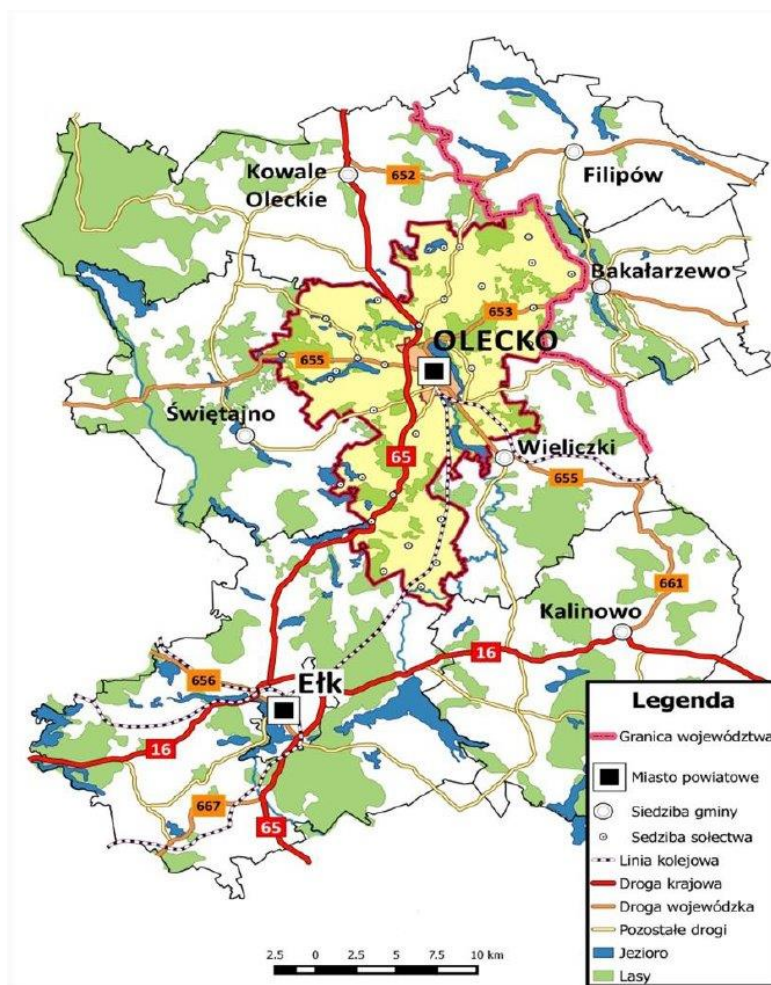 Kowale
Oleckie
652
Filipów
Bakałarzewo
653
OLECKO
655
Świętajno
65
Wieliczki
655
661
Kalinowo
16
656
Ełk
16
667
65
Legenda
Granica województwa
Miasto powiatowe
Siedziba gminy
Sedziba sołectwa
Linia kolejowa
Droga krajowa
Droga wojewódzka
Pozostałe drogi
Jezioro
Lasy
2.5 0 2.5 5 7.5 10 km